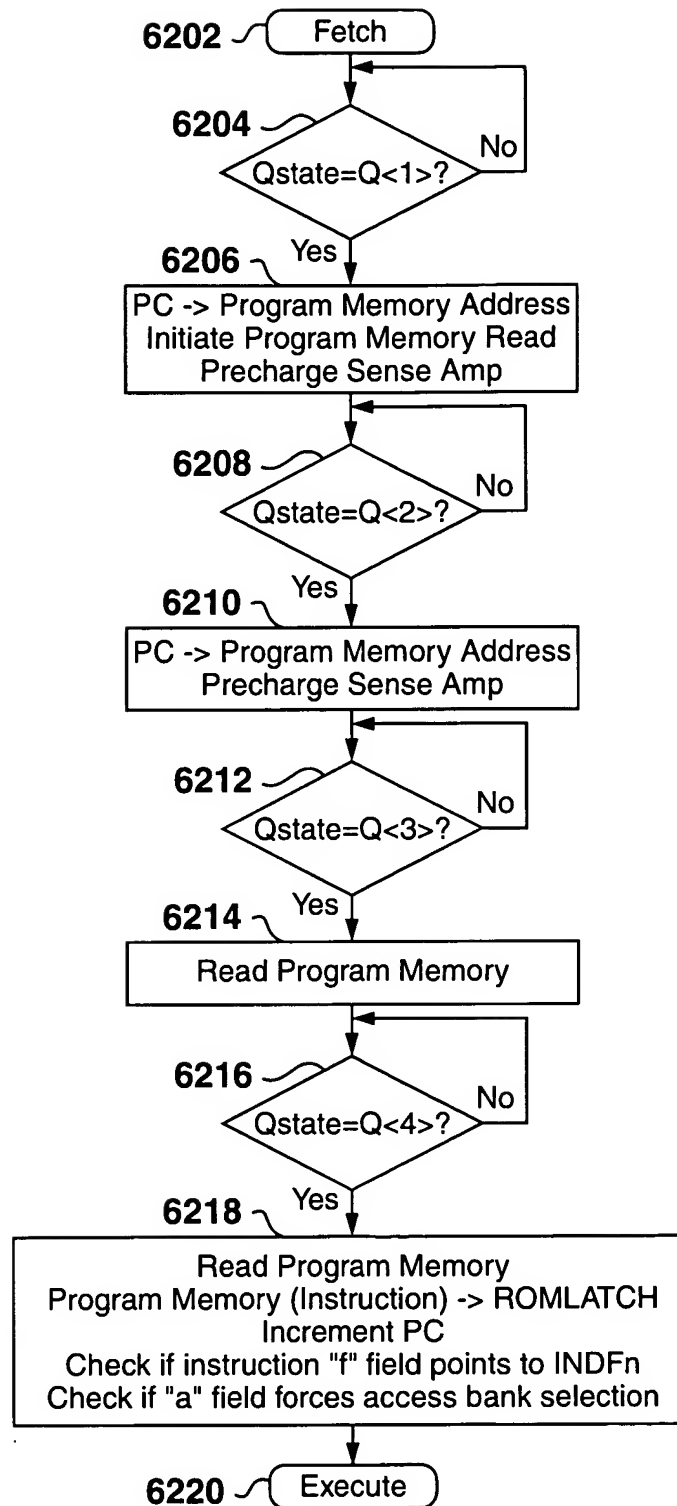 6202 Fetch
6204
Qstate=Q<1>? No
Yes
6206
PC -> Program Memory Address
Initiate Program Memory Read
Precharge Sense Amp
6208
No
Qstate=Q<2>?
Yes
6210
PC -> Program Memory Address
Precharge Sense Amp
6212
No
Qstate=Q<3>?
Yes
6214
Read Program Memory
6216
No
Qstate=Q<4>?
Yes
6218
Read Program Memory
Program Memory (Instruction) -> ROMLATCH
Increment PC
Check if instruction "f" field points to INDFn
Check if "a" field forces access bank selection
6220 Execute